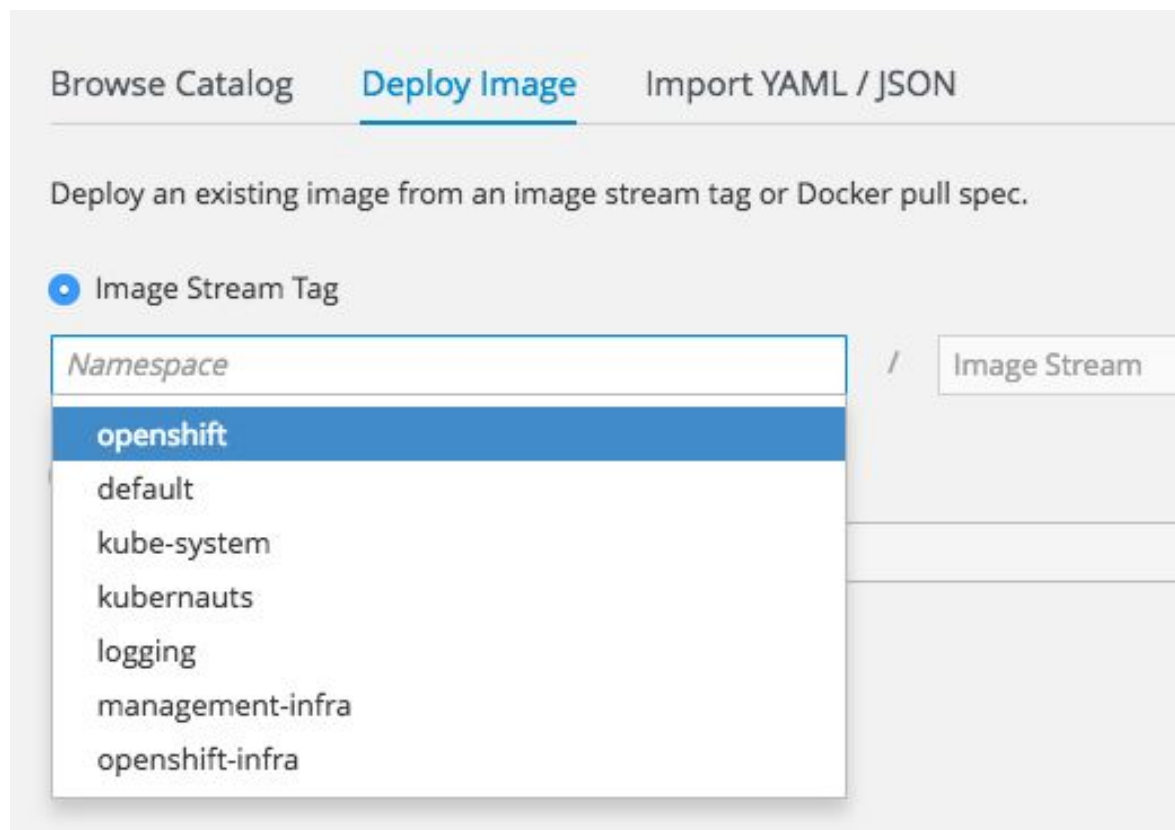 Browse Catalog Deploy Image Import YAML / JSON
Deploy an existing image from an image stream tag or Docker pull spec.
Image Stream Tag
Namespace / Image Stream
openshift
default
kube-system
kubernauts
logging
management-infra
openshift-infra